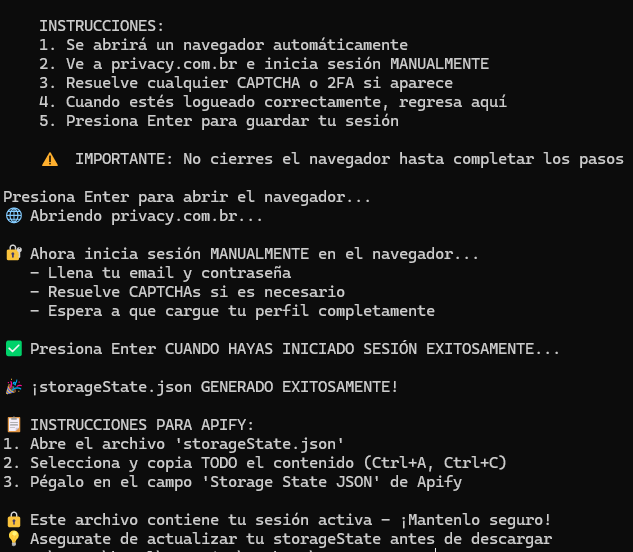 INSTRUCCIONES:
1. Se abrirá un navegador automáticamente
2. Ve a privacy.com.br e inicia sesión MANUALMENTE
3. Resuelve cualquier CAPTCHA o 2FA si aparece
4. Cuando estés logueado correctamente, regresa aquí
5. Presiona Enter para guardar tu sesión
⚠️ IMPORTANTE: No cierres el navegador hasta completar los pasos
Presiona Enter para abrir el navegador...
🌐 Abriendo privacy.com.br...
🔐 Ahora inicia sesión MANUALMENTE en el navegador...
- Llena tu email y contraseña
- Resuelve CAPTCHAs si es necesario
- Espera a que cargue tu perfil completamente
✅ Presiona Enter CUANDO HAYAS INICIADO SESIÓN EXITOSAMENTE...
🎉 ¡storageState.json GENERADO EXITOSAMENTE!
📋 INSTRUCCIONES PARA APIFY:
1. Abre el archivo 'storageState.json'
2. Selecciona y copia TODO el contenido (Ctrl+A, Ctrl+C)
3. Pégalo en el campo 'Storage State JSON' de Apify
🔒 Este archivo contiene tu sesión activa - ¡Mantenlo seguro!
💡 Asegurate de actualizar tu storageState antes de descargar